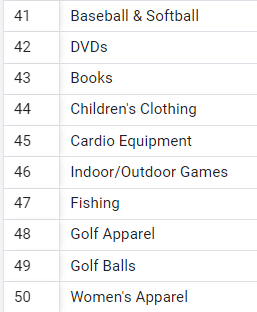 41 Baseball & Softball
42 DVDs
43 Books
44 Children's Clothing
45 Cardio Equipment
46 Indoor/Outdoor Games
47 Fishing
48 Golf Apparel
49 Golf Balls
50 Women's Apparel